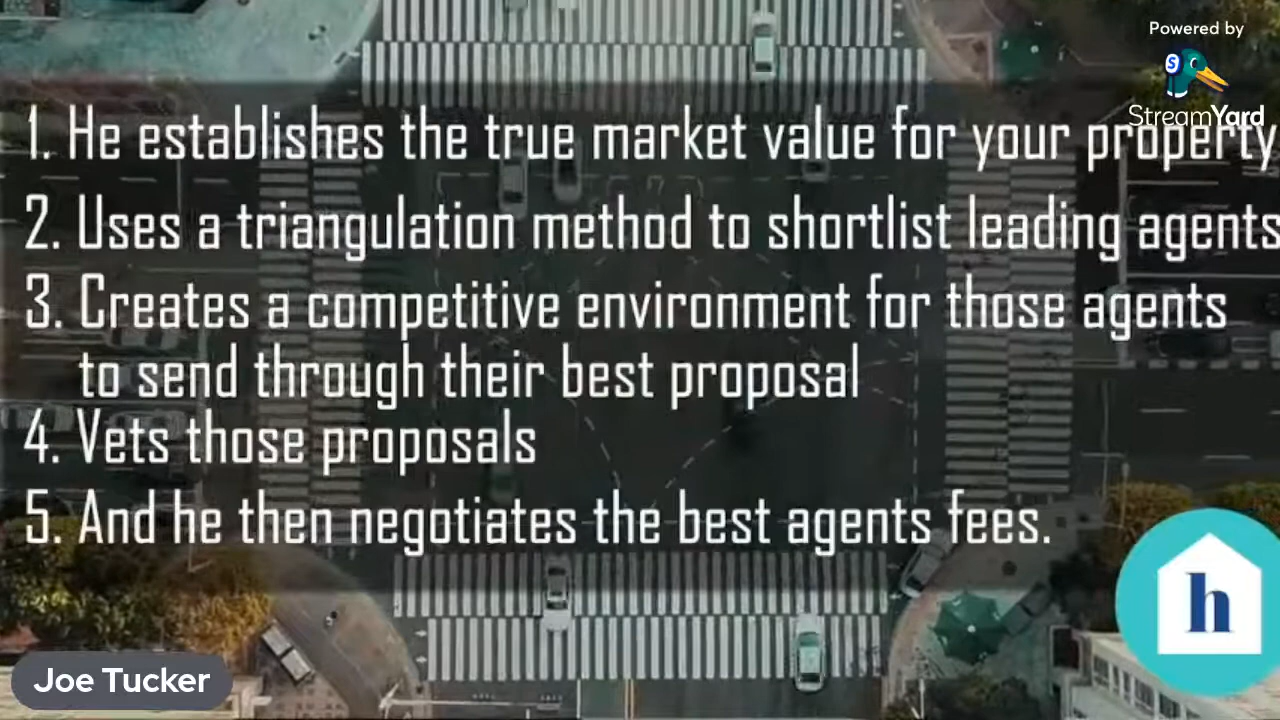 Powered by
S
StreamYard
1. He establishes the true market value for your property
2. Uses a triangulation method to shortlist leading agents
3. Creates a competitive environment for those agents
to send through their best proposal
4. Vets those proposals
5. And he then negotiates the best agents fees.
h
Joe Tucker